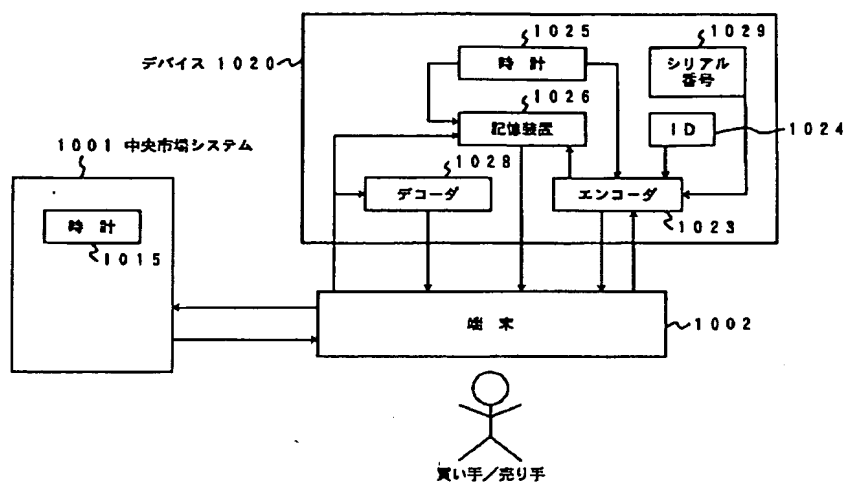 1025
1029
デバイス 1020
時 計
シリアル
番号
1026
記憶装置
ID
1024
1001 中央市場システム
1028
デコーダ
エンコーダ
1023
時 計
1015
端 末
1002
買い手/売り手